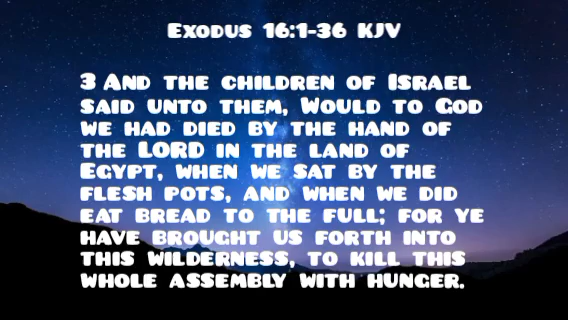 Exodus 16:1-36 KJV
3 And the children of Israel
said unto them, Would to God
we had died by the hand of
the LORD in the land of
Egypt, when we sat by the
flesh pots, and when we did
eat bread to the full; for ye
have brought us forth into
this wilderness, to kill this
whole assembly with hunger.